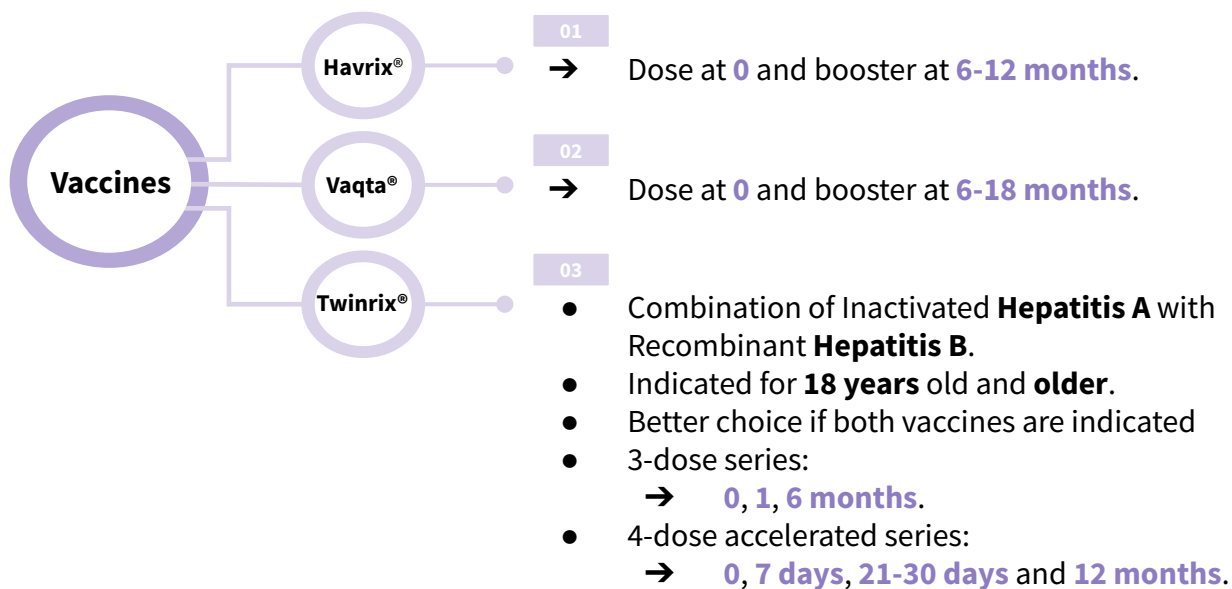 Vaccines
Havrix®
01
➔ Dose at 0 and booster at 6-12 months.
Vaqta®
02
➔ Dose at 0 and booster at 6-18 months.
Twinrix®
03
● Combination of Inactivated Hepatitis A with
Recombinant Hepatitis B.
● Indicated for 18 years old and older.
● Better choice if both vaccines are indicated
● 3-dose series:
➔ 0, 1, 6 months.
● 4-dose accelerated series:
➔ 0, 7 days, 21-30 days and 12 months.